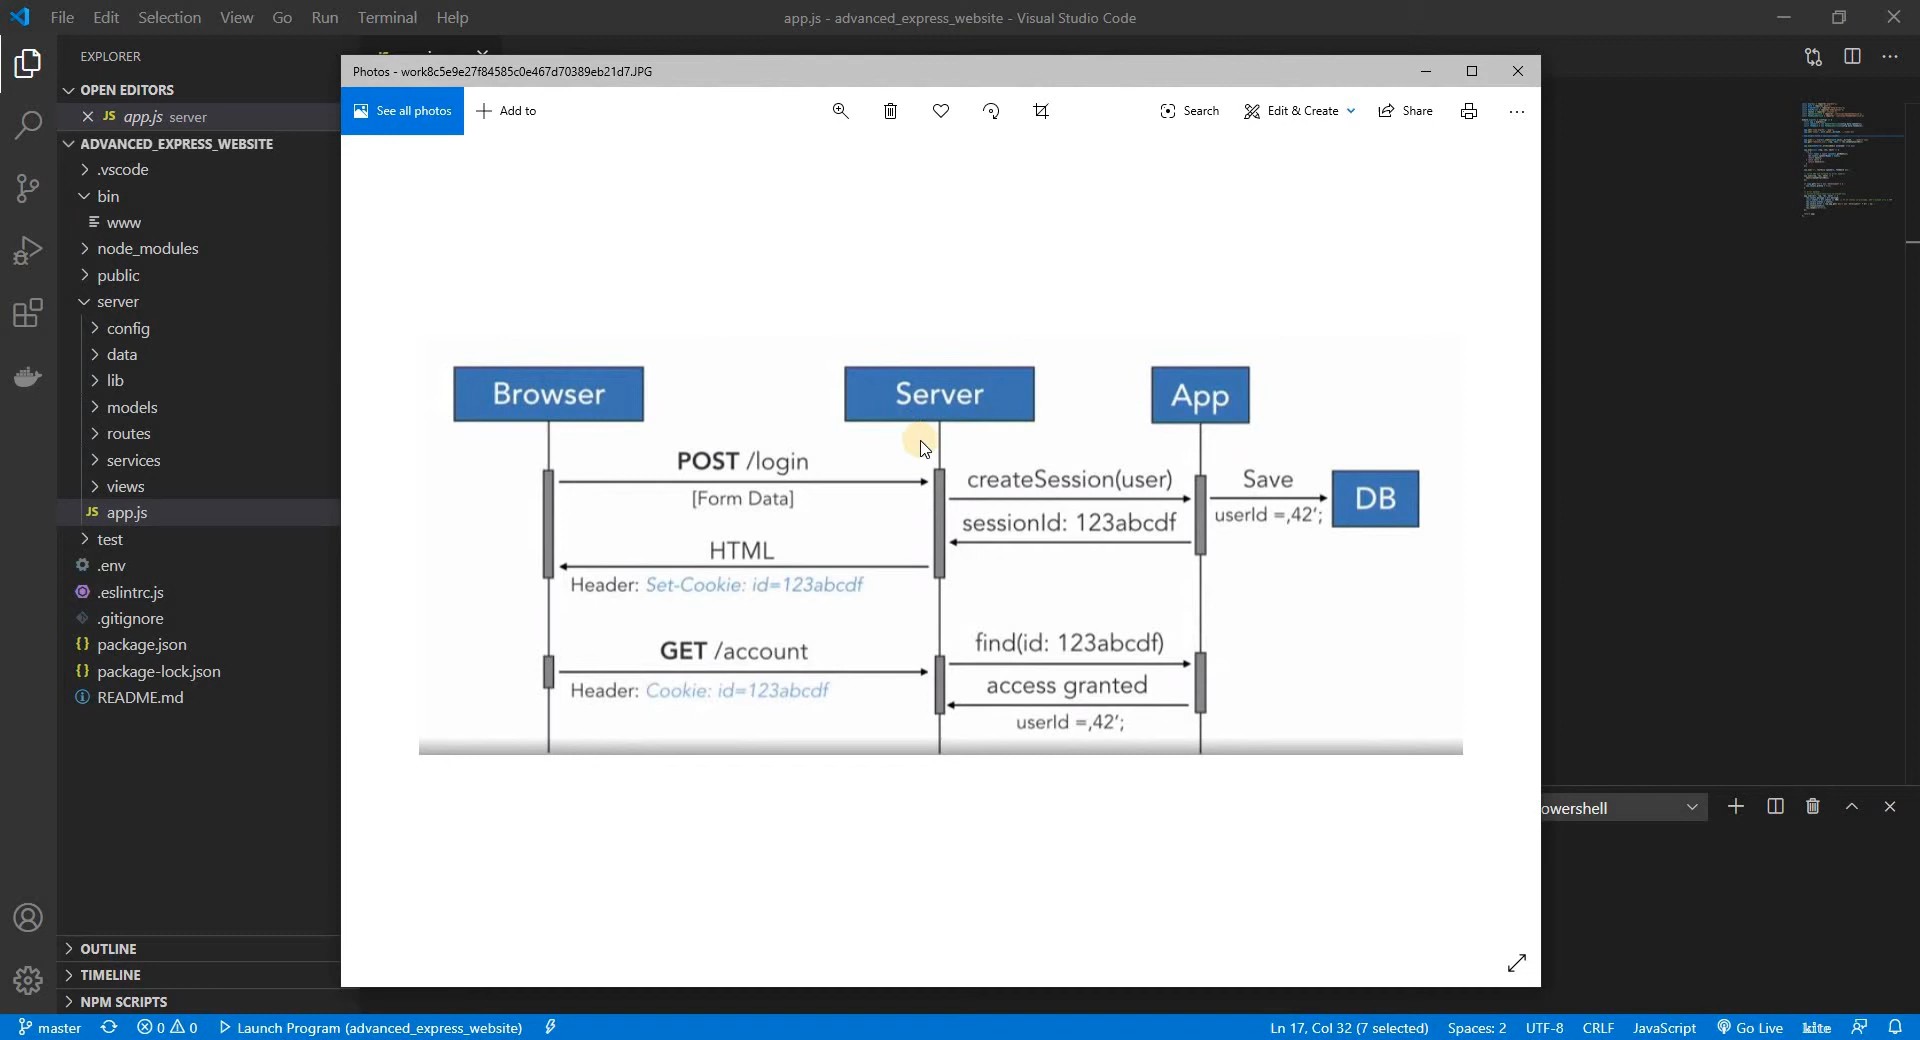 File Edit Selection View Go Run Terminal Help
app.js - advanced_express_website - Visual Studio Code
EXPLORER
OPEN EDITORS
JS app.js server
ADVANCED_EXPRESS_WEBSITE
.vscode
bin
www
node_modules
public
server
config
data
lib
models
routes
services
views
JS app.js
test
.env
.eslintrc.js
.gitignore
{} package.json
{} package-lock.json
README.md
OUTLINE
TIMELINE
NPM SCRIPTS
Photos - work8c5e9e27f84585c0e467d70389eb21d7.JPG
See all photos
Add to
Search
Edit & Create
Share
Browser
Server
App
POST /login
[Form Data]
createSession(user)
Save
DB
sessionId: 123abcdf
userId =‚42‘;
HTML
Header: Set-Cookie: id=123abcdf
GET /account
find(id: 123abcdf)
Header: Cookie: id=123abcdf
access granted
userId =‚42‘;
owershell
master
0
0
Launch Program (advanced_express_website)
Ln 17, Col 32 (7 selected)
Spaces: 2
UTF-8
CRLF
JavaScript
Go Live
kite